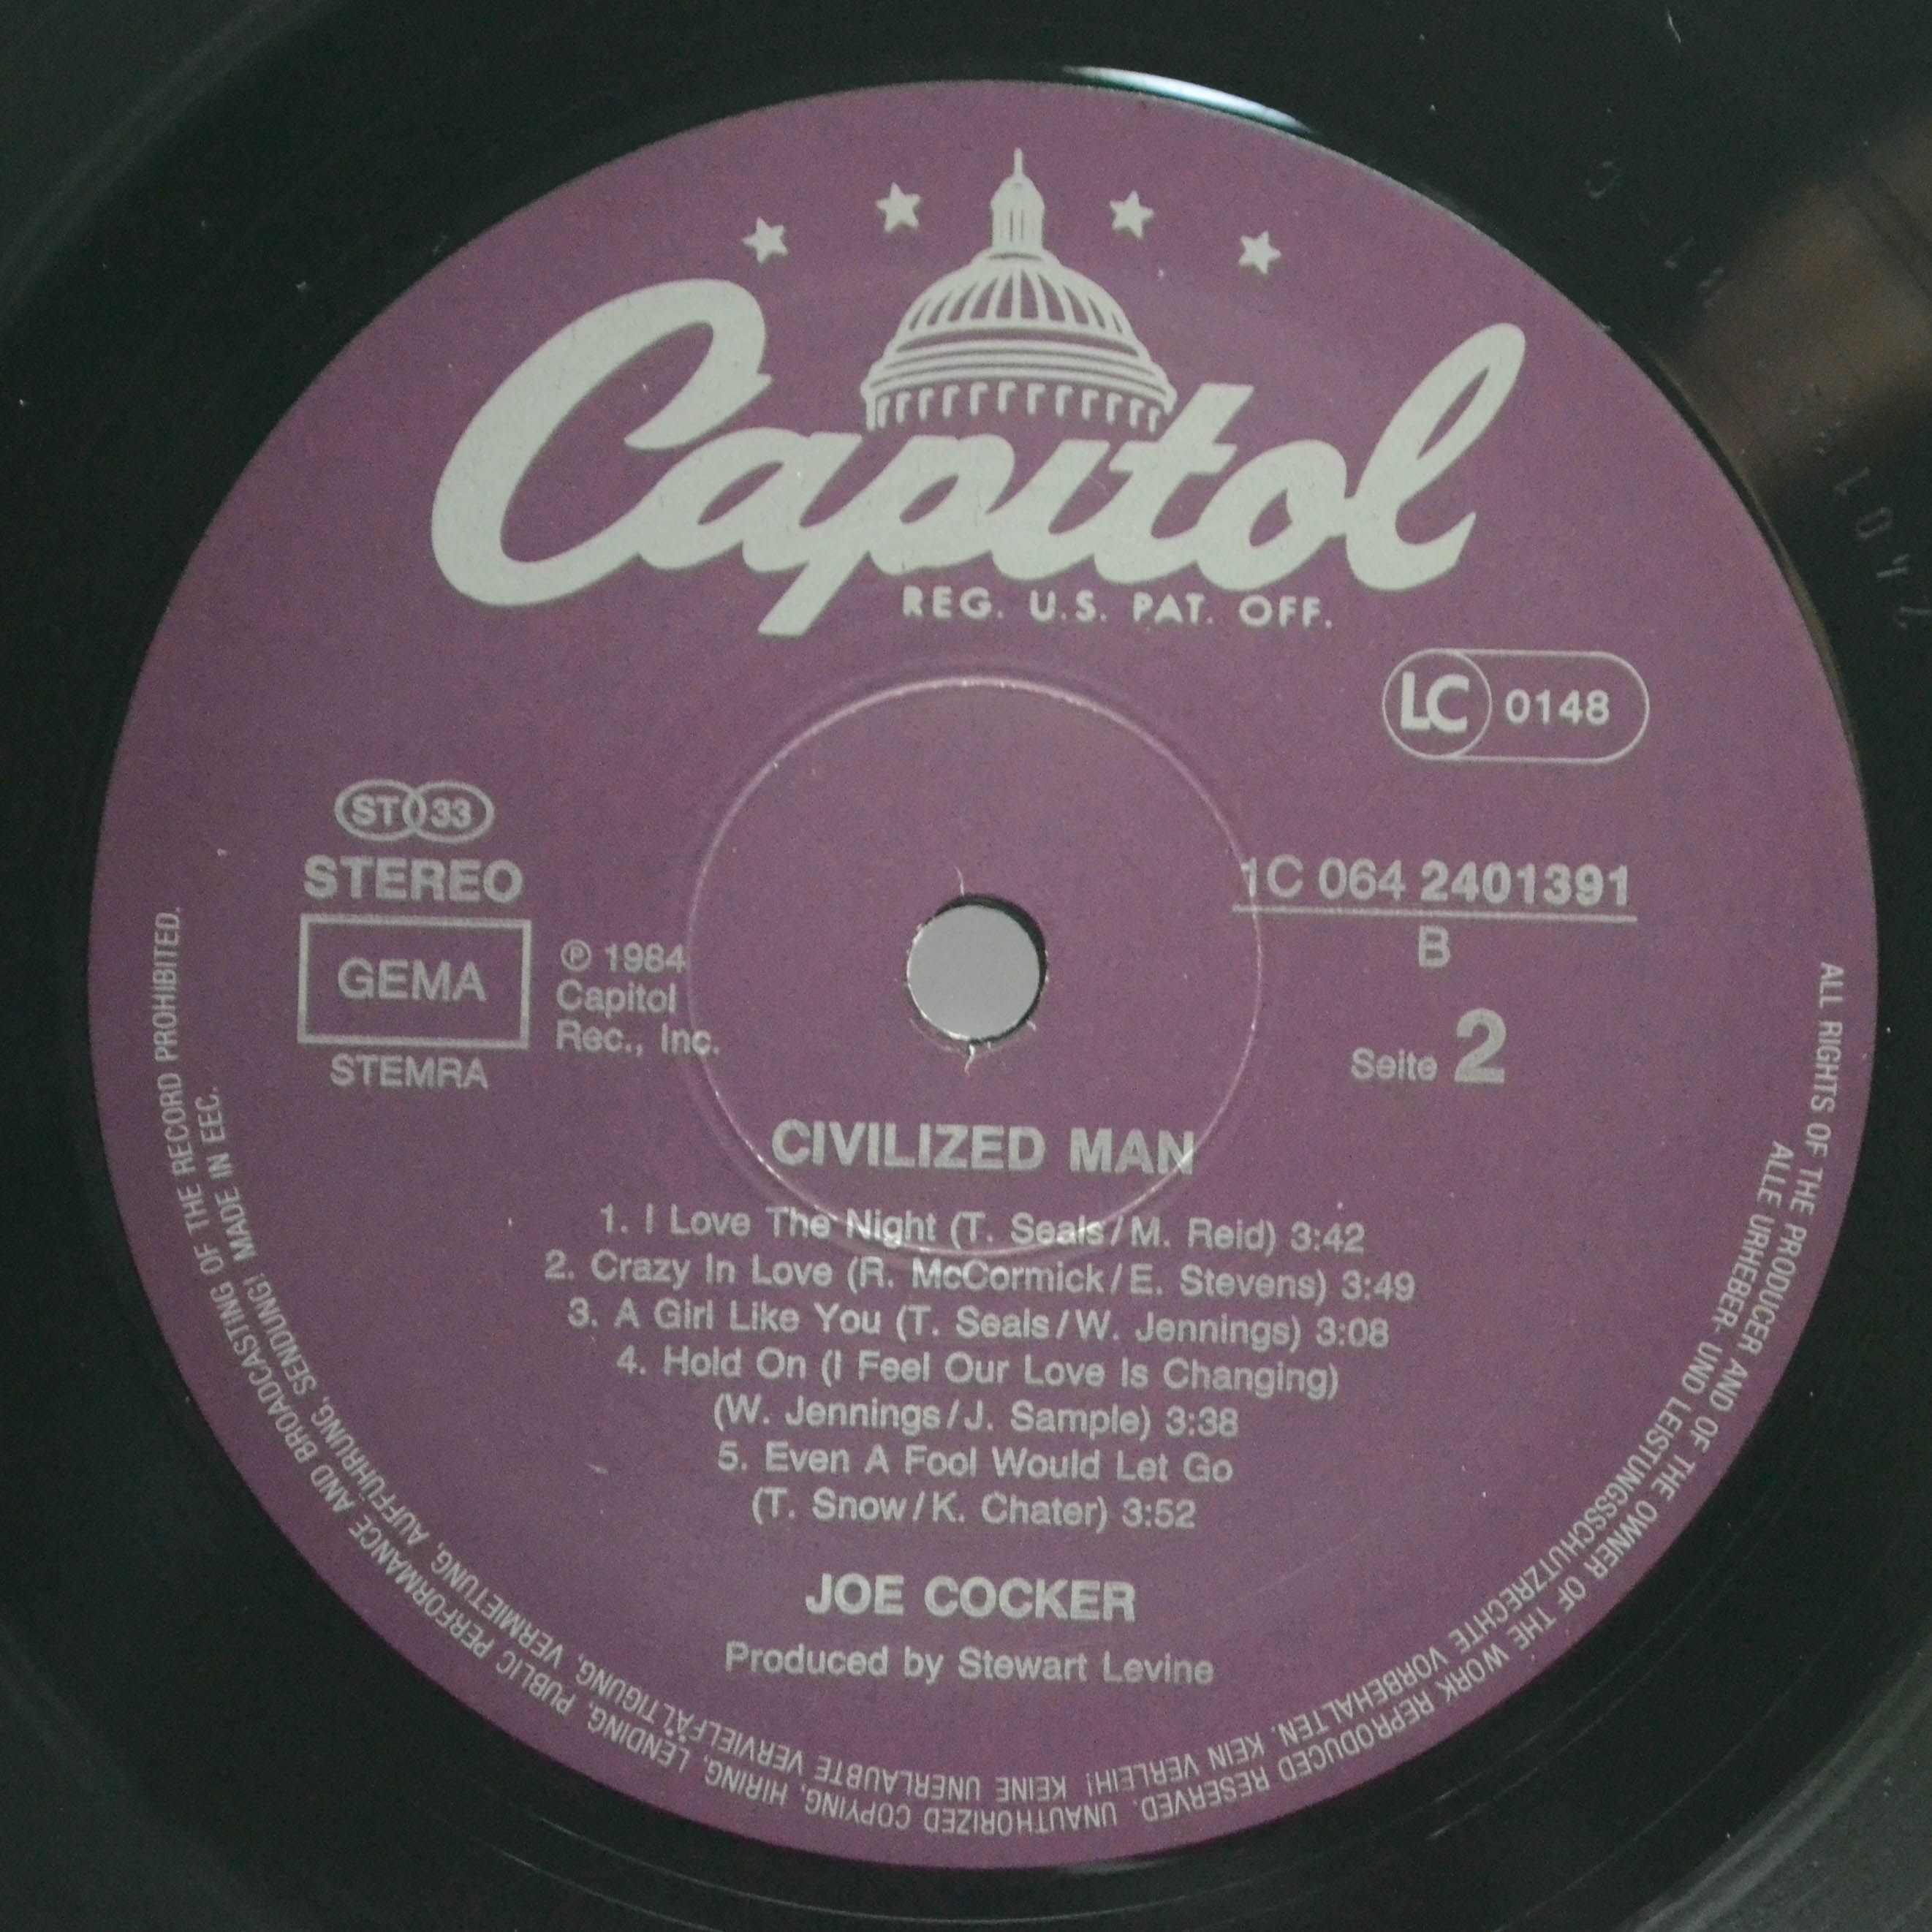 Capitol
REG. U.S. PAT. OFF.
LC 0148
ST 33
STEREO
GEMA
STEMRA
℗ 1984
Capitol
Rec., Inc.
1C 064 2401391
B
Seite 2
CIVILIZED MAN
1. I Love The Night (T. Seals/M. Reid) 3:42
2. Crazy In Love (R. McCormick/E. Stevens) 3:49
3. A Girl Like You (T. Seals/W. Jennings) 3:08
4. Hold On (I Feel Our Love Is Changing)
(W. Jennings/J. Sample) 3:38
5. Even A Fool Would Let Go
(T. Snow/K. Chater) 3:52
JOE COCKER
Produced by Stewart Levine
ALL RIGHTS OF THE PRODUCER AND OF THE OWNER OF THE WORK REPRODUCED RESERVED. UNAUTHORIZED COPYING, HIRING, LENDING, PUBLIC PERFORMANCE AND BROADCASTING OF THE RECORD PROHIBITED.
ALLE URHEBER- UND LEISTUNGSSCHUTZRECHTE VORBEHALTEN. KEIN VERLEIH! KEINE UNERLAUBTE VERVIELFÄLTIGUNG, VERMIETUNG, AUFFÜHRUNG, SENDUNG! MADE IN EEC.